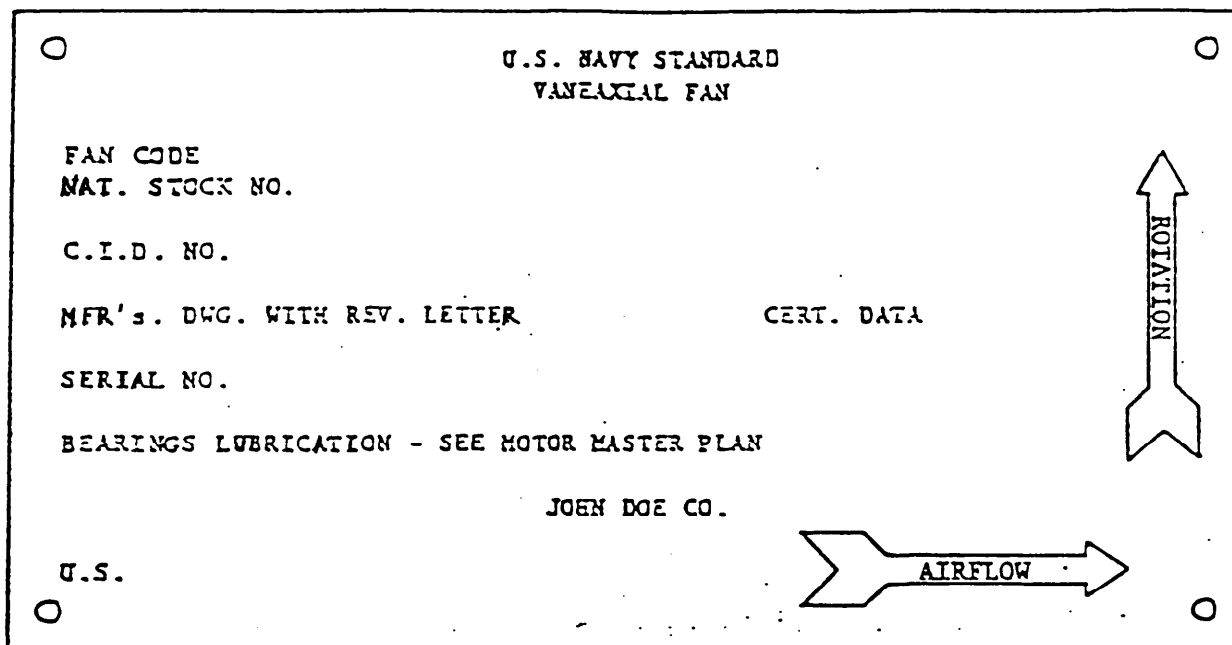 U.S. NAVY STANDARD
VANEAXIAL FAN
FAN CODE
NAT. STOCK NO.
C.I.D. NO.
MFR's. DWG. WITH REV. LETTER CERT. DATA
SERIAL NO.
BEARINGS LUBRICATION - SEE MOTOR MASTER PLAN
JOHN DOE CO.
U.S.
ROTATION
AIRFLOW